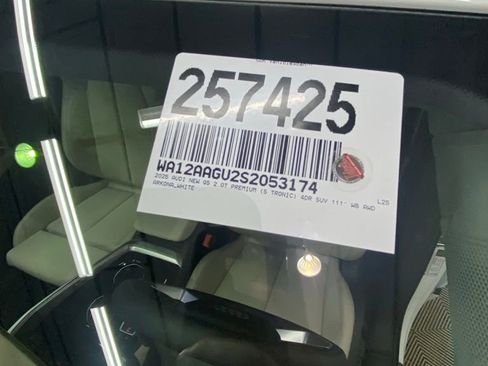 257425
WA12AAGU2S2053174
2025 AUDI NEW Q5 2.0T PREMIUM (S TRONIC) 4DR SUV 111- WB AWD
ARKONA_WHITE
L25